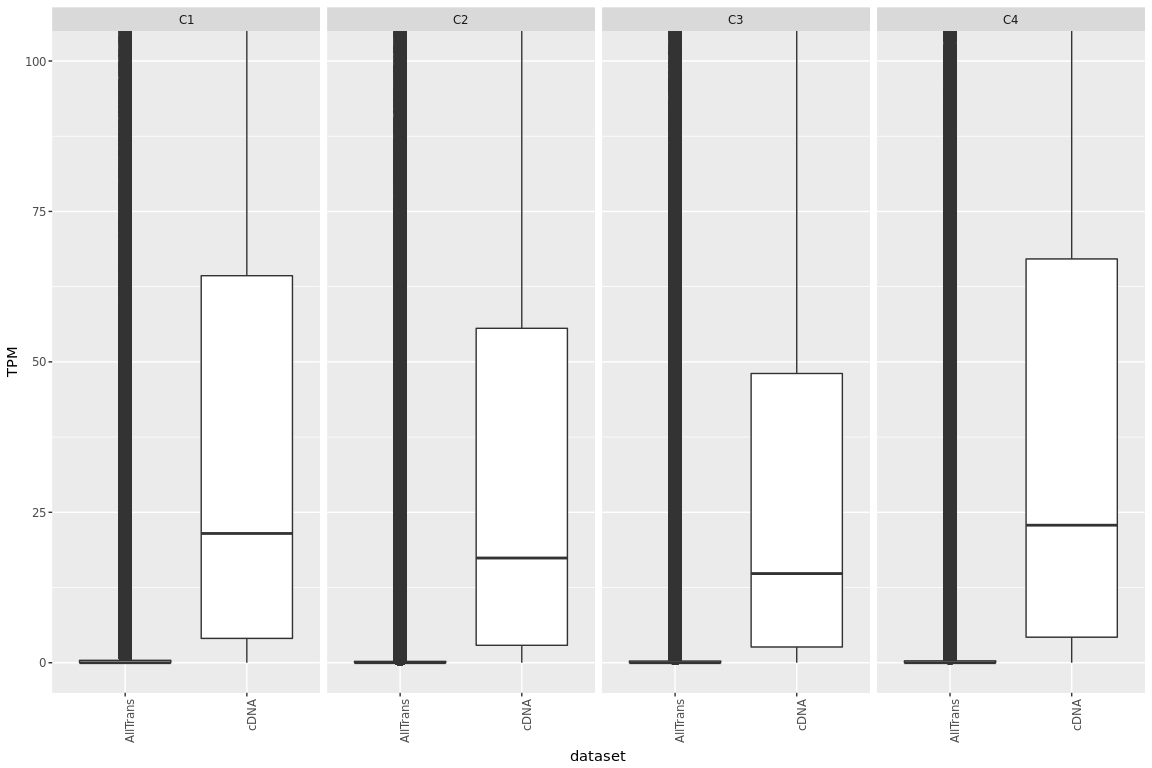 C1 C2 C3 C4
TPM
100
75
50
25
0
AllTrans cDNA AllTrans cDNA AllTrans cDNA AllTrans cDNA
dataset